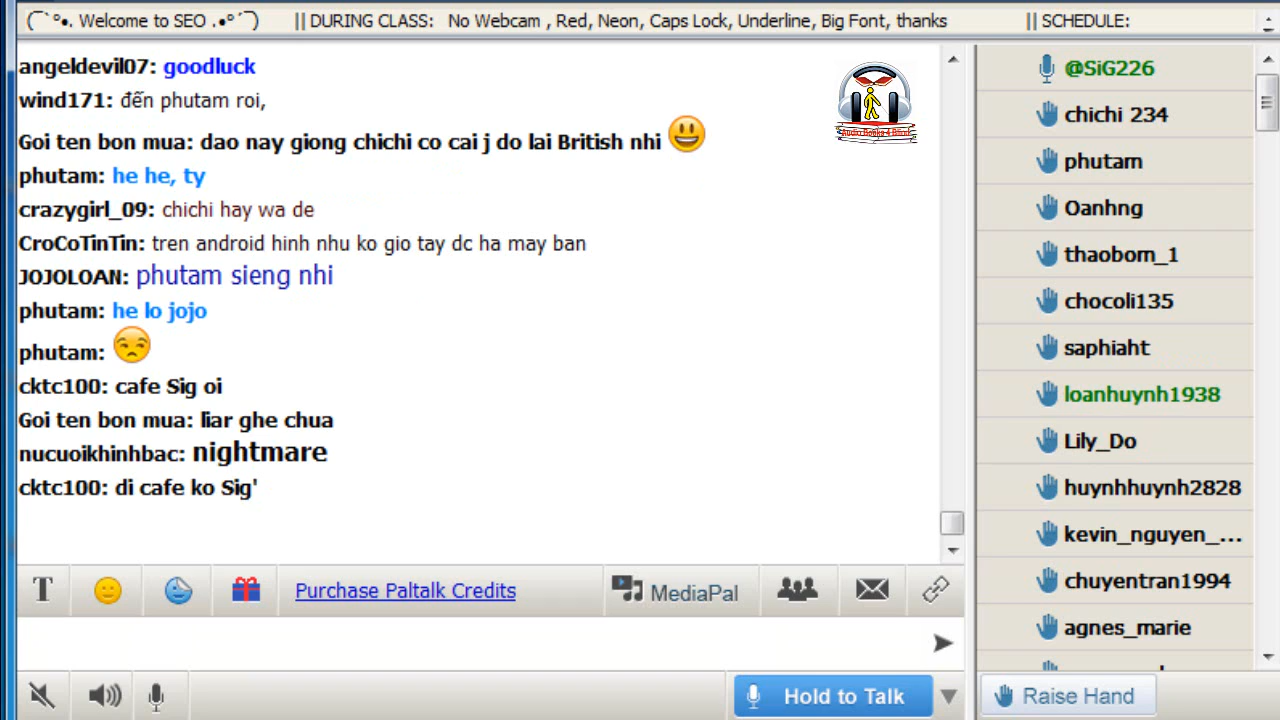 (¯`°•. Welcome to SEO .•°´¯) || DURING CLASS: No Webcam , Red, Neon, Caps Lock, Underline, Big Font, thanks || SCHEDULE:
angeldevil07: goodluck
wind171: đến phutam roi,
Goi ten bon mua: dao nay giong chichi co cai j do lai British nhi
phutam: he he, ty
crazygirl_09: chichi hay wa de
CroCoTinTin: tren android hinh nhu ko gio tay dc ha may ban
JOJOLOAN: phutam sieng nhi
phutam: he lo jojo
phutam:
cktc100: cafe Sig oi
Goi ten bon mua: liar ghe chua
nucuoikhinhbac: nightmare
cktc100: di cafe ko Sig'
T
Purchase Paltalk Credits
MediaPal
Hold to Talk
@SiG226
chichi 234
phutam
Oanhng
thaoborn_1
chocoli135
saphiaht
loanhuynh1938
Lily_Do
huynhhuynh2828
kevin_nguyen_...
chuyentran1994
agnes_marie
Raise Hand